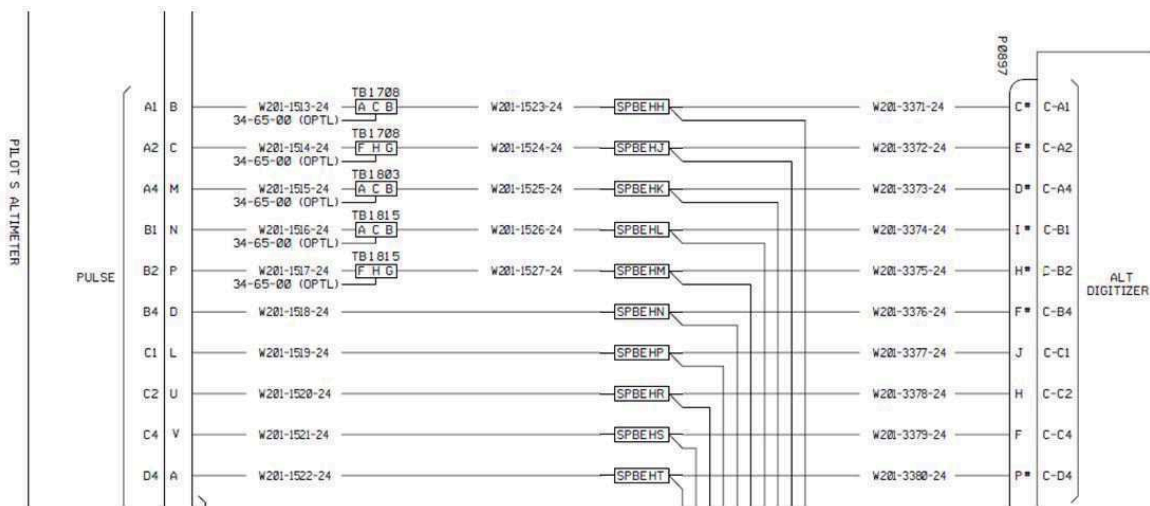 P0897
TB1708
A1 B W201-1513-24 A C B W201-1523-24 SPBEHH W201-3371-24 C* C-A1
34-65-00 (OPTL)
TB1708
A2 C W201-1514-24 F H G W201-1524-24 SPBEHJ W201-3372-24 E* C-A2
34-65-00 (OPTL)
TB1803
A4 M W201-1515-24 A C B W201-1525-24 SPBEHK W201-3373-24 D* C-A4
34-65-00 (OPTL)
TB1815
B1 N W201-1516-24 A C B W201-1526-24 SPBEHL W201-3374-24 I* C-B1
34-65-00 (OPTL)
TB1815
B2 P W201-1517-24 F H G W201-1527-24 SPBEHM W201-3375-24 H* C-B2
34-65-00 (OPTL)
PILOT S ALTIMETER
PULSE
ALT
DIGITIZER
B4 D W201-1518-24 SPBEHN W201-3376-24 F* C-B4
C1 L W201-1519-24 SPBEHP W201-3377-24 J C-C1
C2 U W201-1520-24 SPBEHR W201-3378-24 H C-C2
C4 V W201-1521-24 SPBEHS W201-3379-24 F C-C4
D4 A W201-1522-24 SPBEHT W201-3380-24 P* C-D4